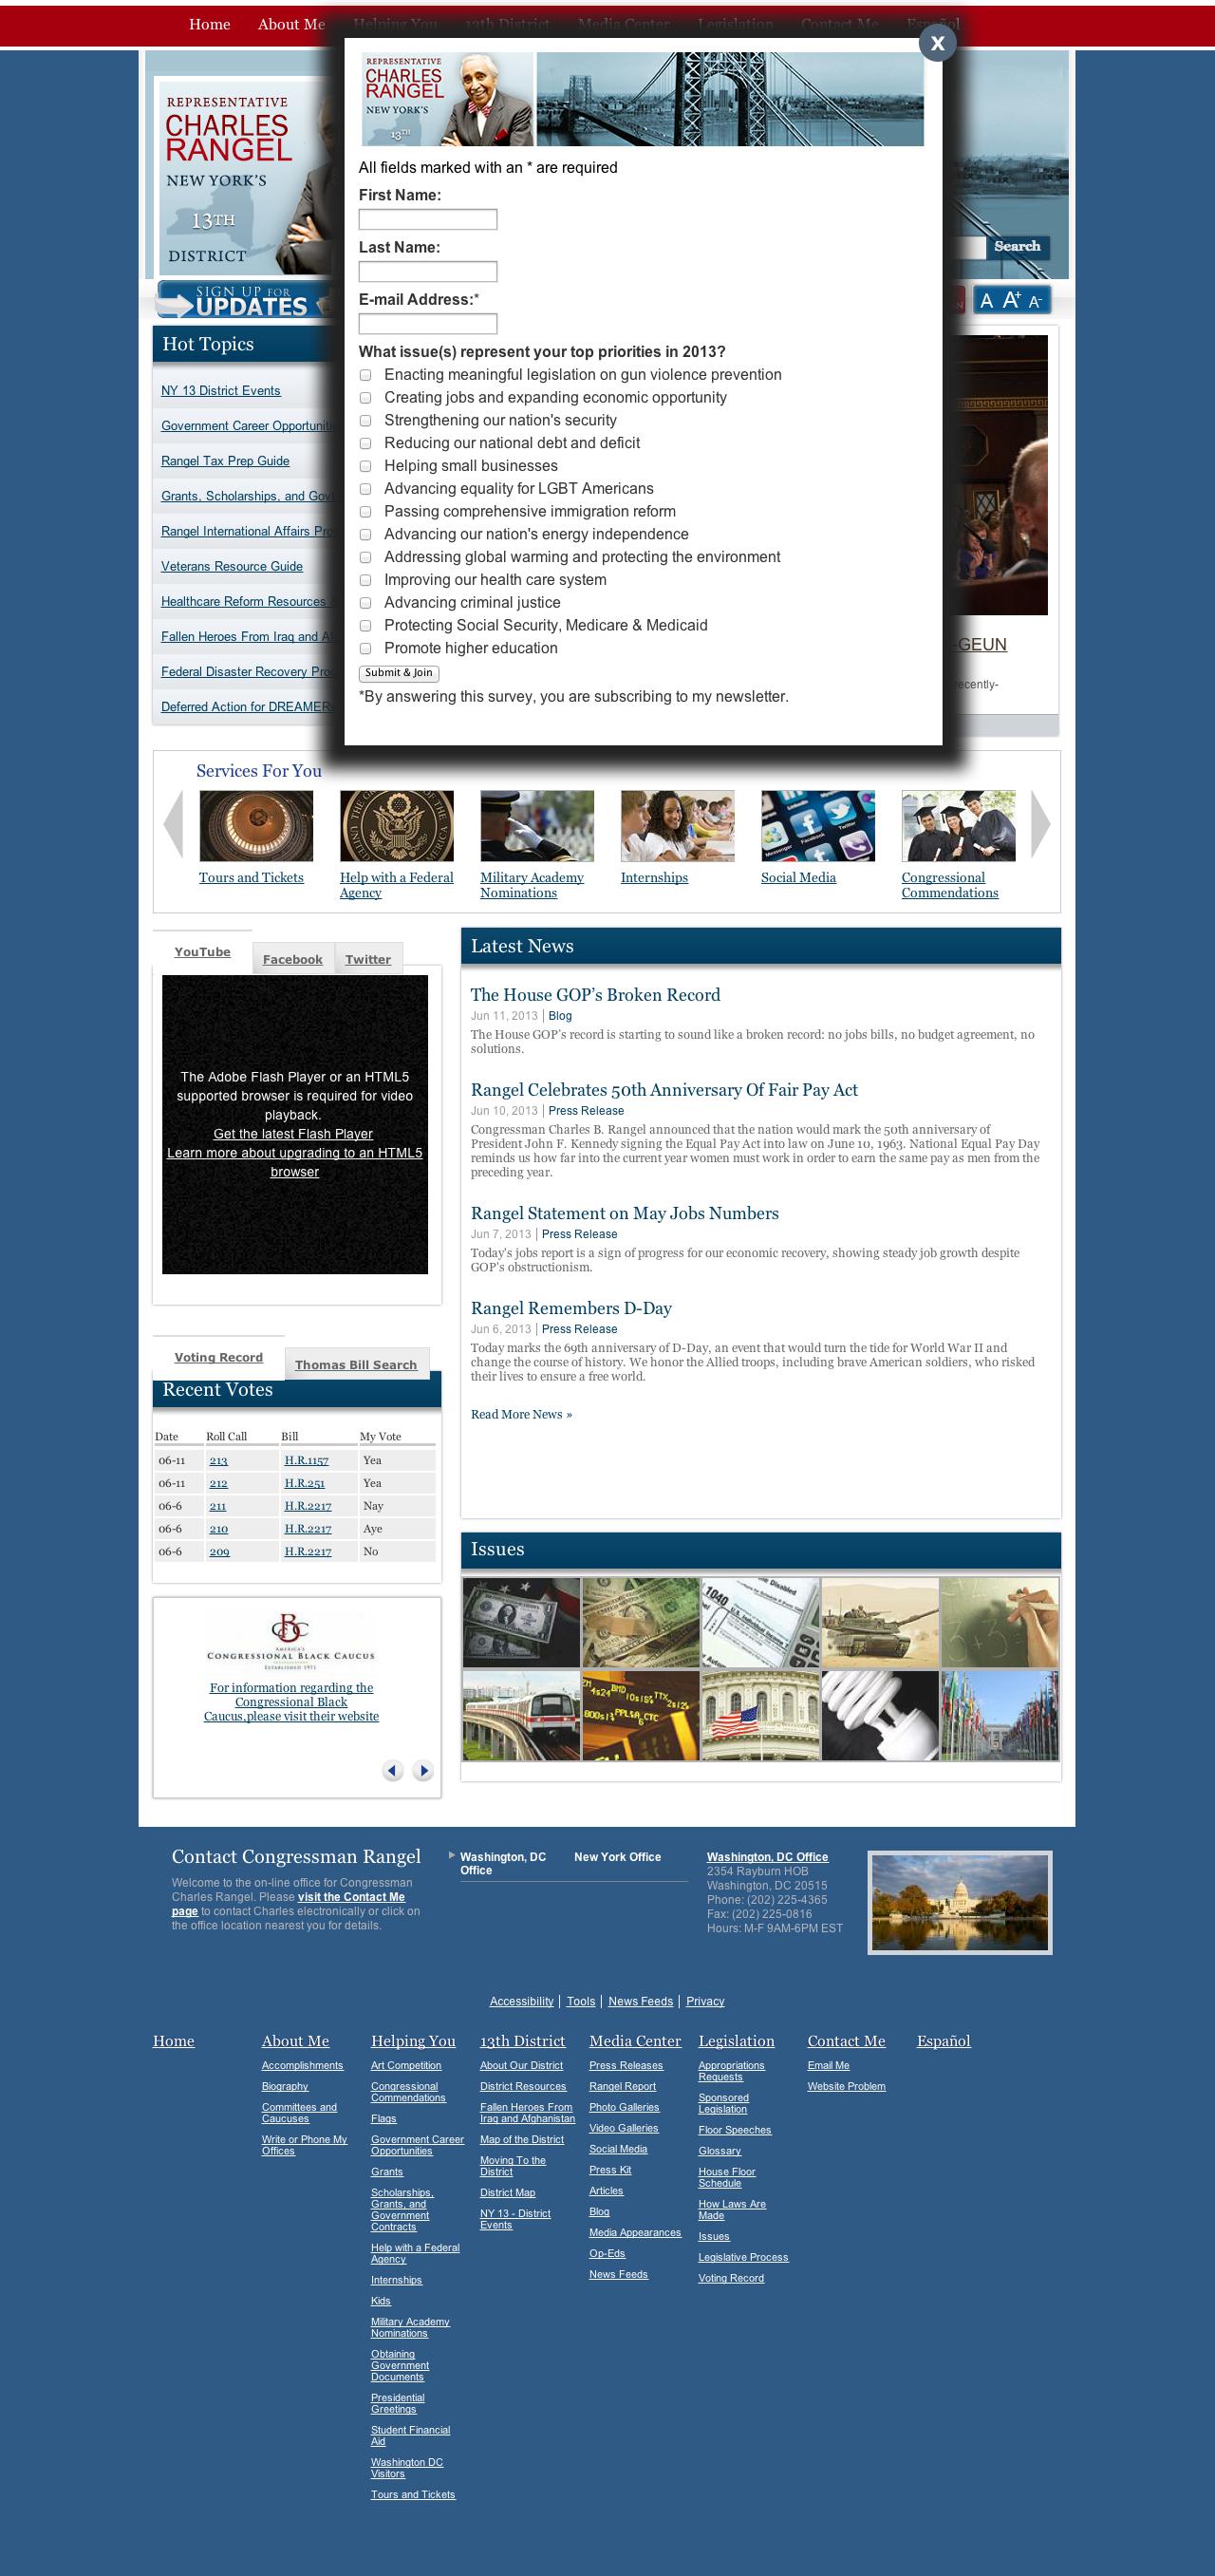 Home
About Me
Helping You
13th District
Media Center
Legislation
Contact Me
Español
x
REPRESENTATIVE
CHARLES
RANGEL
NEW YORK'S
13TH
DISTRICT
SIGN UP FOR
UPDATES
Search
A A+ A-
REPRESENTATIVE
CHARLES
RANGEL
NEW YORK'S
13TH
All fields marked with an * are required
First Name:
Last Name:
E-mail Address:*
What issue(s) represent your top priorities in 2013?
Enacting meaningful legislation on gun violence prevention
Creating jobs and expanding economic opportunity
Strengthening our nation's security
Reducing our national debt and deficit
Helping small businesses
Advancing equality for LGBT Americans
Passing comprehensive immigration reform
Advancing our nation's energy independence
Addressing global warming and protecting the environment
Improving our health care system
Advancing criminal justice
Protecting Social Security, Medicare & Medicaid
Promote higher education
Submit & Join
*By answering this survey, you are subscribing to my newsletter.
Hot Topics
NY 13 District Events
Government Career
Rangel Tax Prep Guide
Grants, Scholarships, and
Rangel International Affairs
Veterans Resource Guide
Healthcare Reform Resources
Fallen Heroes From Iraq and
Federal Disaster Recovery
Deferred Action for
-GEUN
recently-
Services For You
Tours and Tickets
Help with a Federal
Agency
Military Academy
Nominations
Internships
Social Media
Congressional
Commendations
YouTube
Facebook
Twitter
The Adobe Flash Player or an HTML5
supported browser is required for video
playback.
Get the latest Flash Player
Learn more about upgrading to an HTML5
browser
Latest News
The House GOP's Broken Record
Jun 11, 2013 | Blog
The House GOP's record is starting to sound like a broken record: no jobs bills, no budget agreement, no
solutions.
Rangel Celebrates 50th Anniversary Of Fair Pay Act
Jun 10, 2013 | Press Release
Congressman Charles B. Rangel announced that the nation would mark the 50th anniversary of
President John F. Kennedy signing the Equal Pay Act into law on June 10, 1963. National Equal Pay Day
reminds us how far into the current year women must work in order to earn the same pay as men from the
preceding year.
Rangel Statement on May Jobs Numbers
Jun 7, 2013 | Press Release
Today's jobs report is a sign of progress for our economic recovery, showing steady job growth despite
GOP's obstructionism.
Rangel Remembers D-Day
Jun 6, 2013 | Press Release
Today marks the 69th anniversary of D-Day, an event that would turn the tide for World War II and
change the course of history. We honor the Allied troops, including brave American soldiers, who risked
their lives to ensure a free world.
Read More News »
Voting Record
Thomas Bill Search
Recent Votes
Date Roll Call Bill My Vote
06-11 213 H.R.1157 Yea
06-11 212 H.R.251 Yea
06-6 211 H.R.2217 Nay
06-6 210 H.R.2217 Aye
06-6 209 H.R.2217 No
CBC
AMERICA'S
CONGRESSIONAL BLACK CAUCUS
ESTABLISHED 1971
For information regarding the
Congressional Black
Caucus,please visit their website
Issues
1040
Contact Congressman Rangel
Welcome to the on-line office for Congressman
Charles Rangel. Please visit the Contact Me
page to contact Charles electronically or click on
the office location nearest you for details.
Washington, DC
Office
New York Office
Washington, DC Office
2354 Rayburn HOB
Washington, DC 20515
Phone: (202) 225-4365
Fax: (202) 225-0816
Hours: M-F 9AM-6PM EST
Accessibility | Tools | News Feeds | Privacy
Home
About Me
Accomplishments
Biography
Committees and
Caucuses
Write or Phone My
Offices
Helping You
Art Competition
Congressional
Commendations
Flags
Government Career
Opportunities
Grants
Scholarships,
Grants, and
Government
Contracts
Help with a Federal
Agency
Internships
Kids
Military Academy
Nominations
Obtaining
Government
Documents
Presidential
Greetings
Student Financial
Aid
Washington DC
Visitors
Tours and Tickets
13th District
About Our District
District Resources
Fallen Heroes From
Iraq and Afghanistan
Map of the District
Moving To the
District
District Map
NY 13 - District
Events
Media Center
Press Releases
Rangel Report
Photo Galleries
Video Galleries
Social Media
Press Kit
Articles
Blog
Media Appearances
Op-Eds
News Feeds
Legislation
Appropriations
Requests
Sponsored
Legislation
Floor Speeches
Glossary
House Floor
Schedule
How Laws Are
Made
Issues
Legislative Process
Voting Record
Contact Me
Email Me
Website Problem
Español